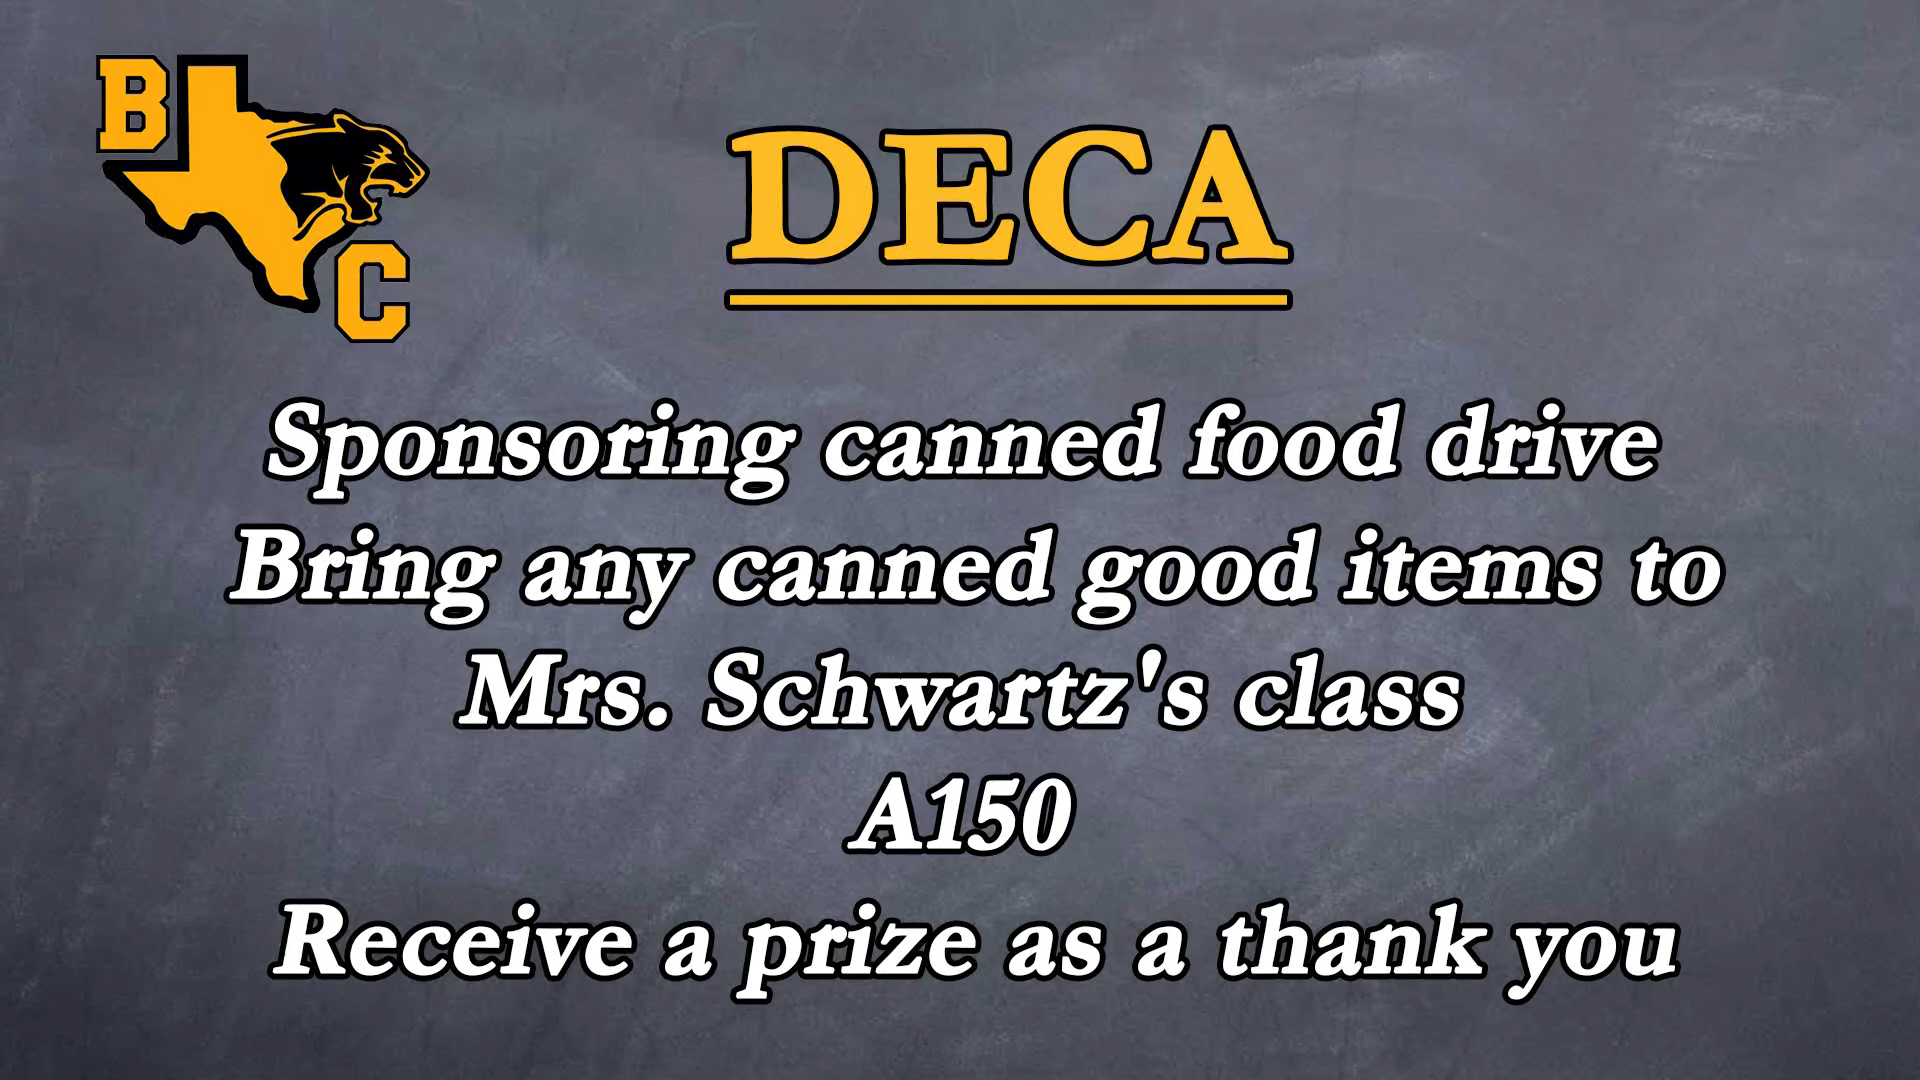 B
C
DECA
Sponsoring canned food drive
Bring any canned good items to
Mrs. Schwartz's class
A150
Receive a prize as a thank you